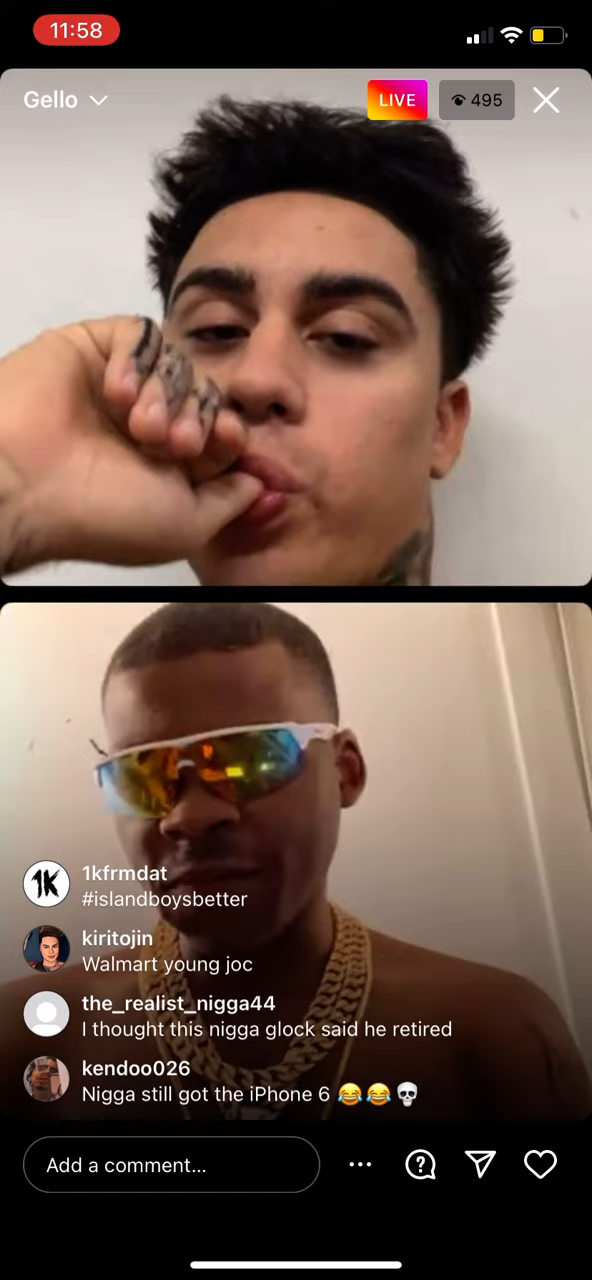 11:58
Gello
LIVE
495
1K
1kfrmdat
#islandboysbetter
kiritojin
Walmart young joc
the_realist_nigga44
I thought this nigga glock said he retired
kendoo026
Nigga still got the iPhone 6 😂😂💀
Add a comment...